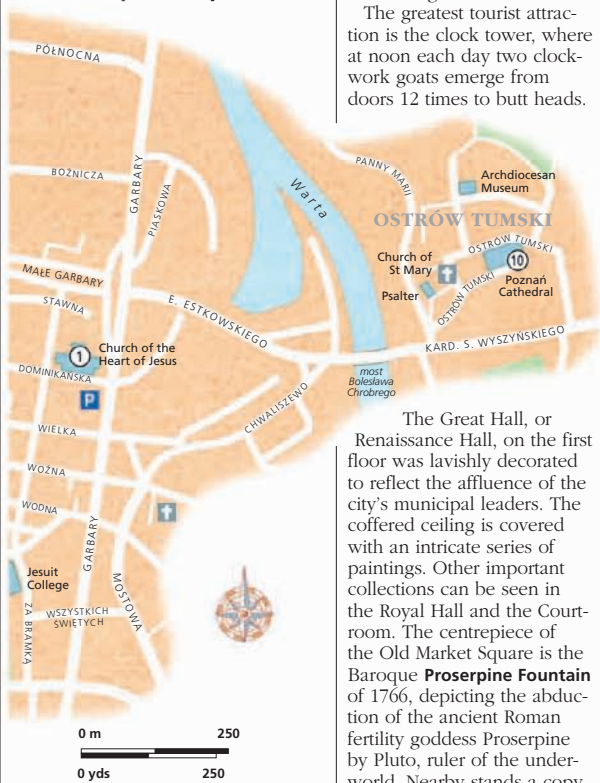 The greatest tourist attrac-
tion is the clock tower, where
at noon each day two clock-
work goats emerge from
doors 12 times to butt heads.
PÓŁNOCNA
BOŻNICZA
GARBARY
PIASKOWA
Warta
PANNY MARII
Archdiocesan
Museum
OSTRÓW TUMSKI
OSTRÓW TUMSKI
10
Poznań
Cathedral
Church of
St Mary
Psalter
OSTRÓW TUMSKI
MAŁE GARBARY
STAWNA
E. ESTKOWSKIEGO
KARD. S. WYSZYŃSKIEGO
1
Church of the
Heart of Jesus
DOMINIKAŃSKA
P
most
Bolesława
Chrobrego
CHWALISZEWO
WIELKA
WOŹNA
WODNA
GARBARY
MOSTOWA
Jesuit
College
ZA BRAMKĄ
WSZYSTKICH
ŚWIĘTYCH
0 m 250
0 yds 250
The Great Hall, or
Renaissance Hall, on the first
floor was lavishly decorated
to reflect the affluence of the
city's municipal leaders. The
coffered ceiling is covered
with an intricate series of
paintings. Other important
collections can be seen in
the Royal Hall and the Court-
room. The centrepiece of
the Old Market Square is the
Baroque Proserpine Fountain
of 1766, depicting the abduc-
tion of the ancient Roman
fertility goddess Proserpine
by Pluto, ruler of the under-
world. Nearby stands a copy